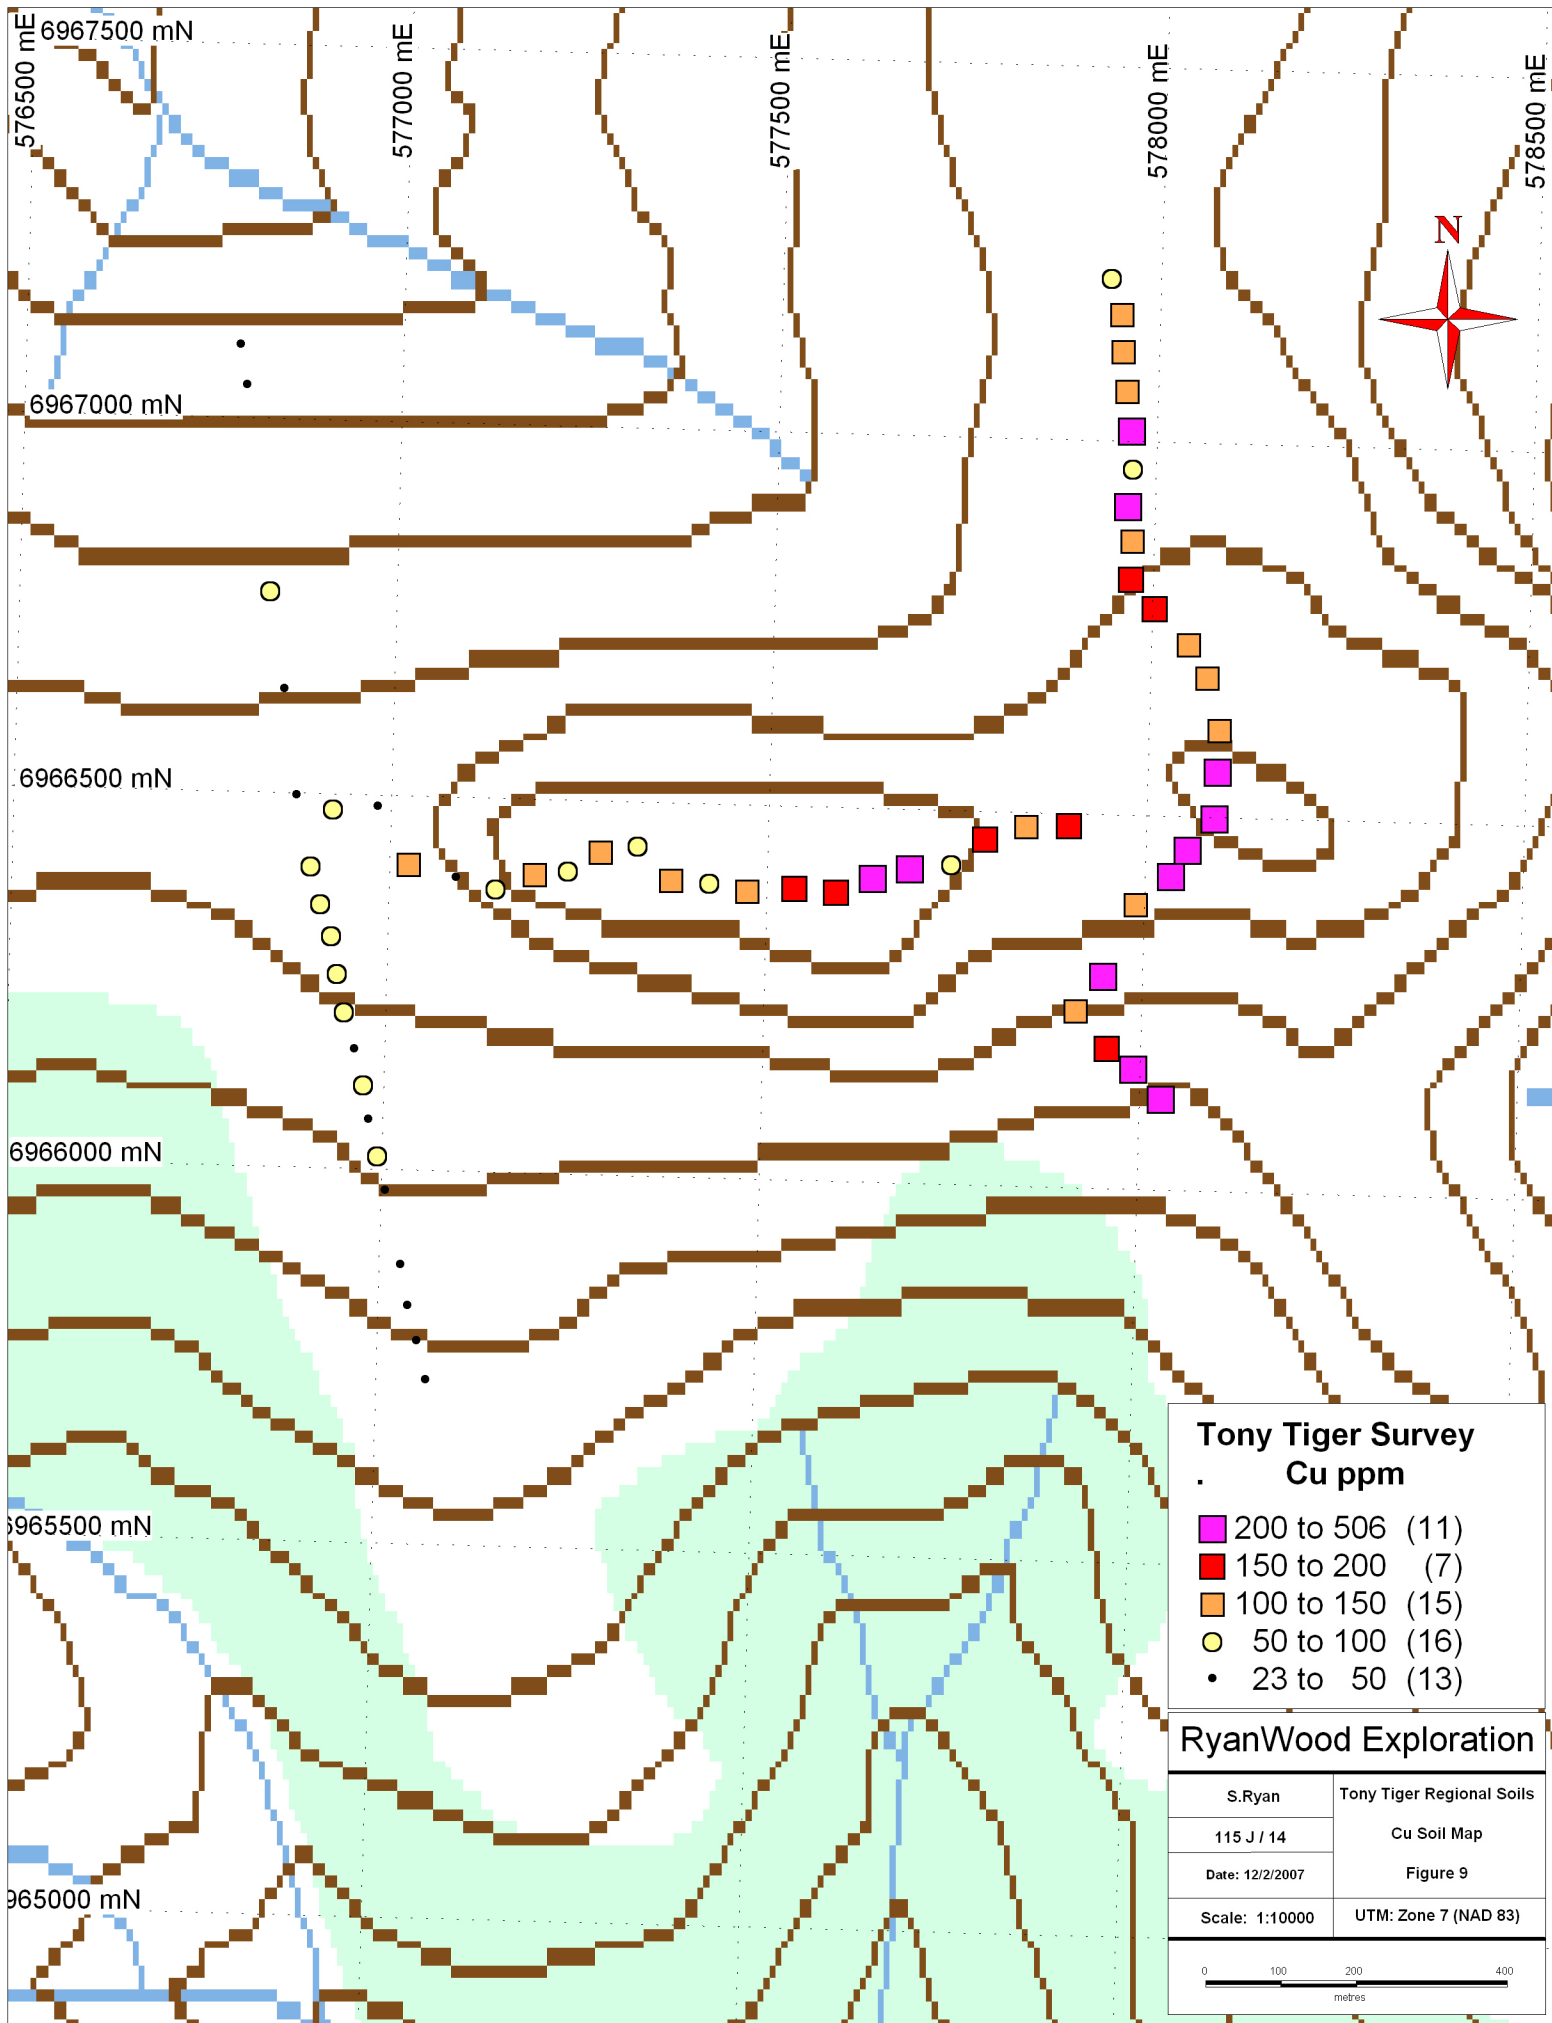 6967500 mN
576500 mE
577000 mE
577500 mE
578000 mE
578500 mE
N
6967000 mN
6966500 mN
6966000 mN
6965500 mN
965000 mN
Tony Tiger Survey
. Cu ppm
200 to 506 (11)
150 to 200 (7)
100 to 150 (15)
50 to 100 (16)
23 to 50 (13)
RyanWood Exploration
S.Ryan
Tony Tiger Regional Soils
115 J / 14
Cu Soil Map
Date: 12/2/2007
Figure 9
Scale: 1:10000
UTM: Zone 7 (NAD 83)
0 100 200 400
metres